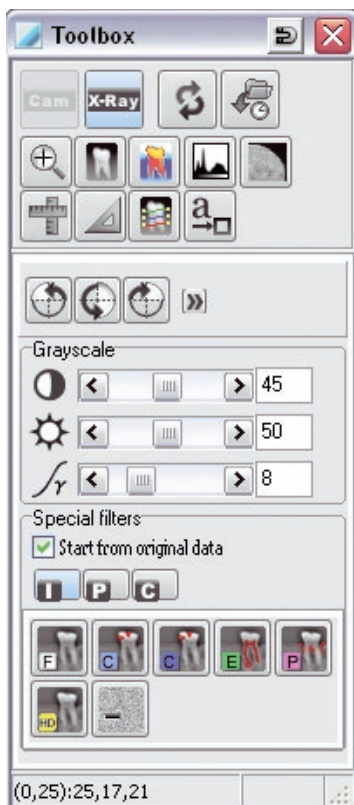 Toolbox
Cam X-Ray
a
Grayscale
45
50
γ 8
Special filters
Start from original data
I P C
F C C E P
HD
(0,25):25,17,21